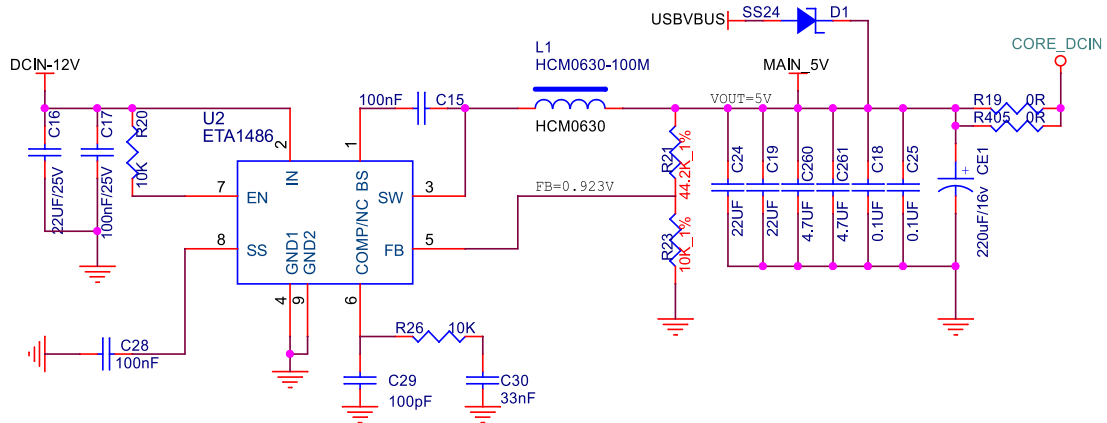 USBVBUS
SS24
D1
L1
HCM0630-100M
CORE_DCIN
DCIN-12V
MAIN_5V
100nF
C15
VOUT=5V
R19
0R
R405
0R
HCM0630
C16
22UF/25V
C17
100nF/25V
R20
10K
U2
ETA1486
2
1
IN
BS
COMP/NC
7
EN
SW
3
8
SS
GND1
GND2
FB
5
4
9
6
FB=0.923V
R21
44.2K_1%
R23
10K_1%
C24
22UF
C19
22UF
C260
4.7UF
C261
4.7UF
C18
0.1UF
C25
0.1UF
+
CE1
220uF/16v
C28
100nF
R26
10K
C29
100pF
C30
33nF